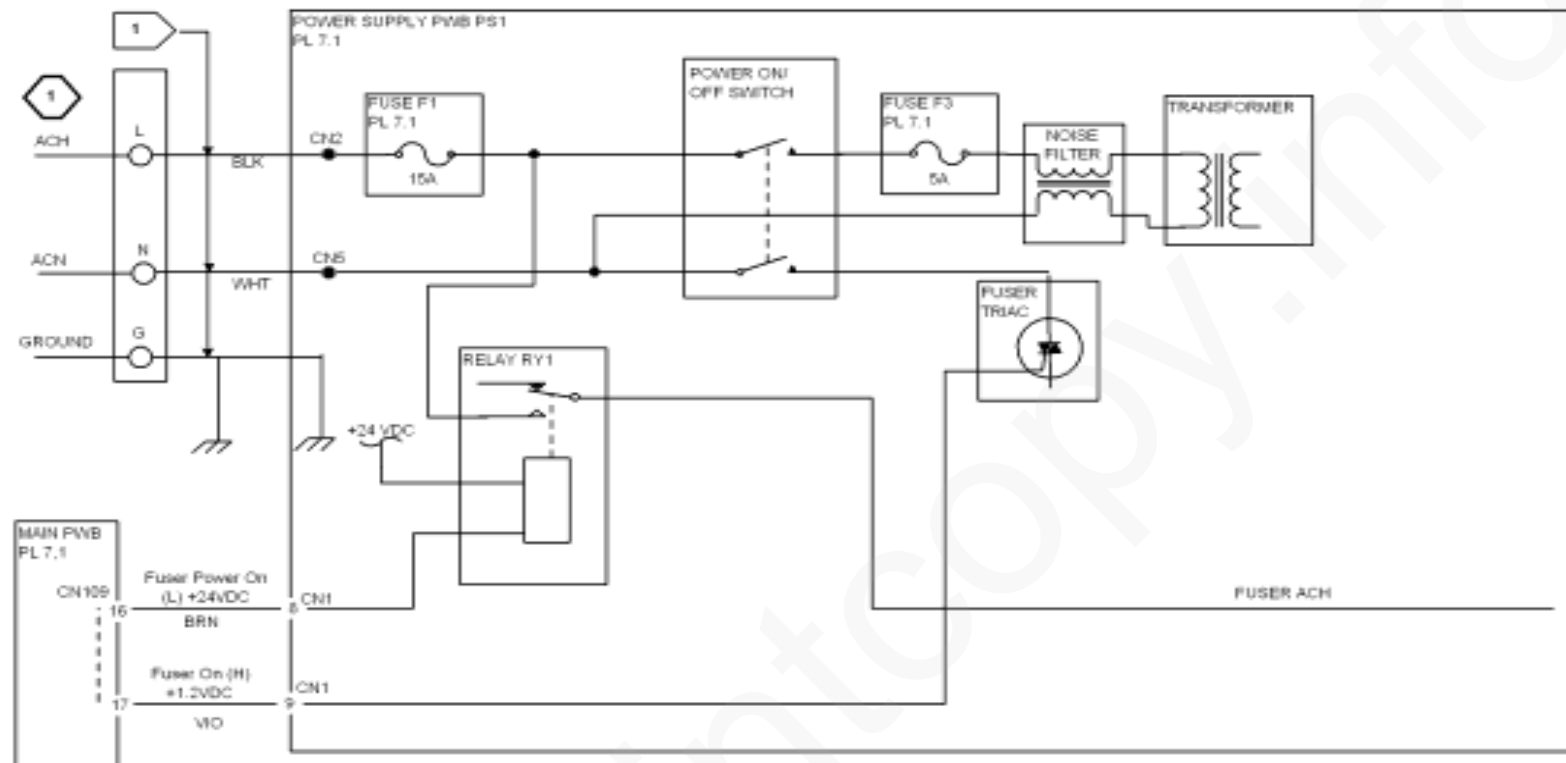 1
POWER SUPPLY PWB PS1
PL 7.1
1
ACH
L
BLK
CN2
FUSE F1
PL 7.1
15A
POWER ON/
OFF SWITCH
FUSE F3
PL 7.1
5A
NOISE
FILTER
TRANSFORMER
ACN
N
WHT
CN5
FUSER
TRIAC
GROUND
G
RELAY RY1
+24 VDC
MAIN PWB
PL 7.1
CN109
Fuser Power On
(L) +24VDC
16
BRN
8
CN1
FUSER ACH
Fuser On (H)
+1.2VDC
17
VIO
9
CN1
intcopy.info